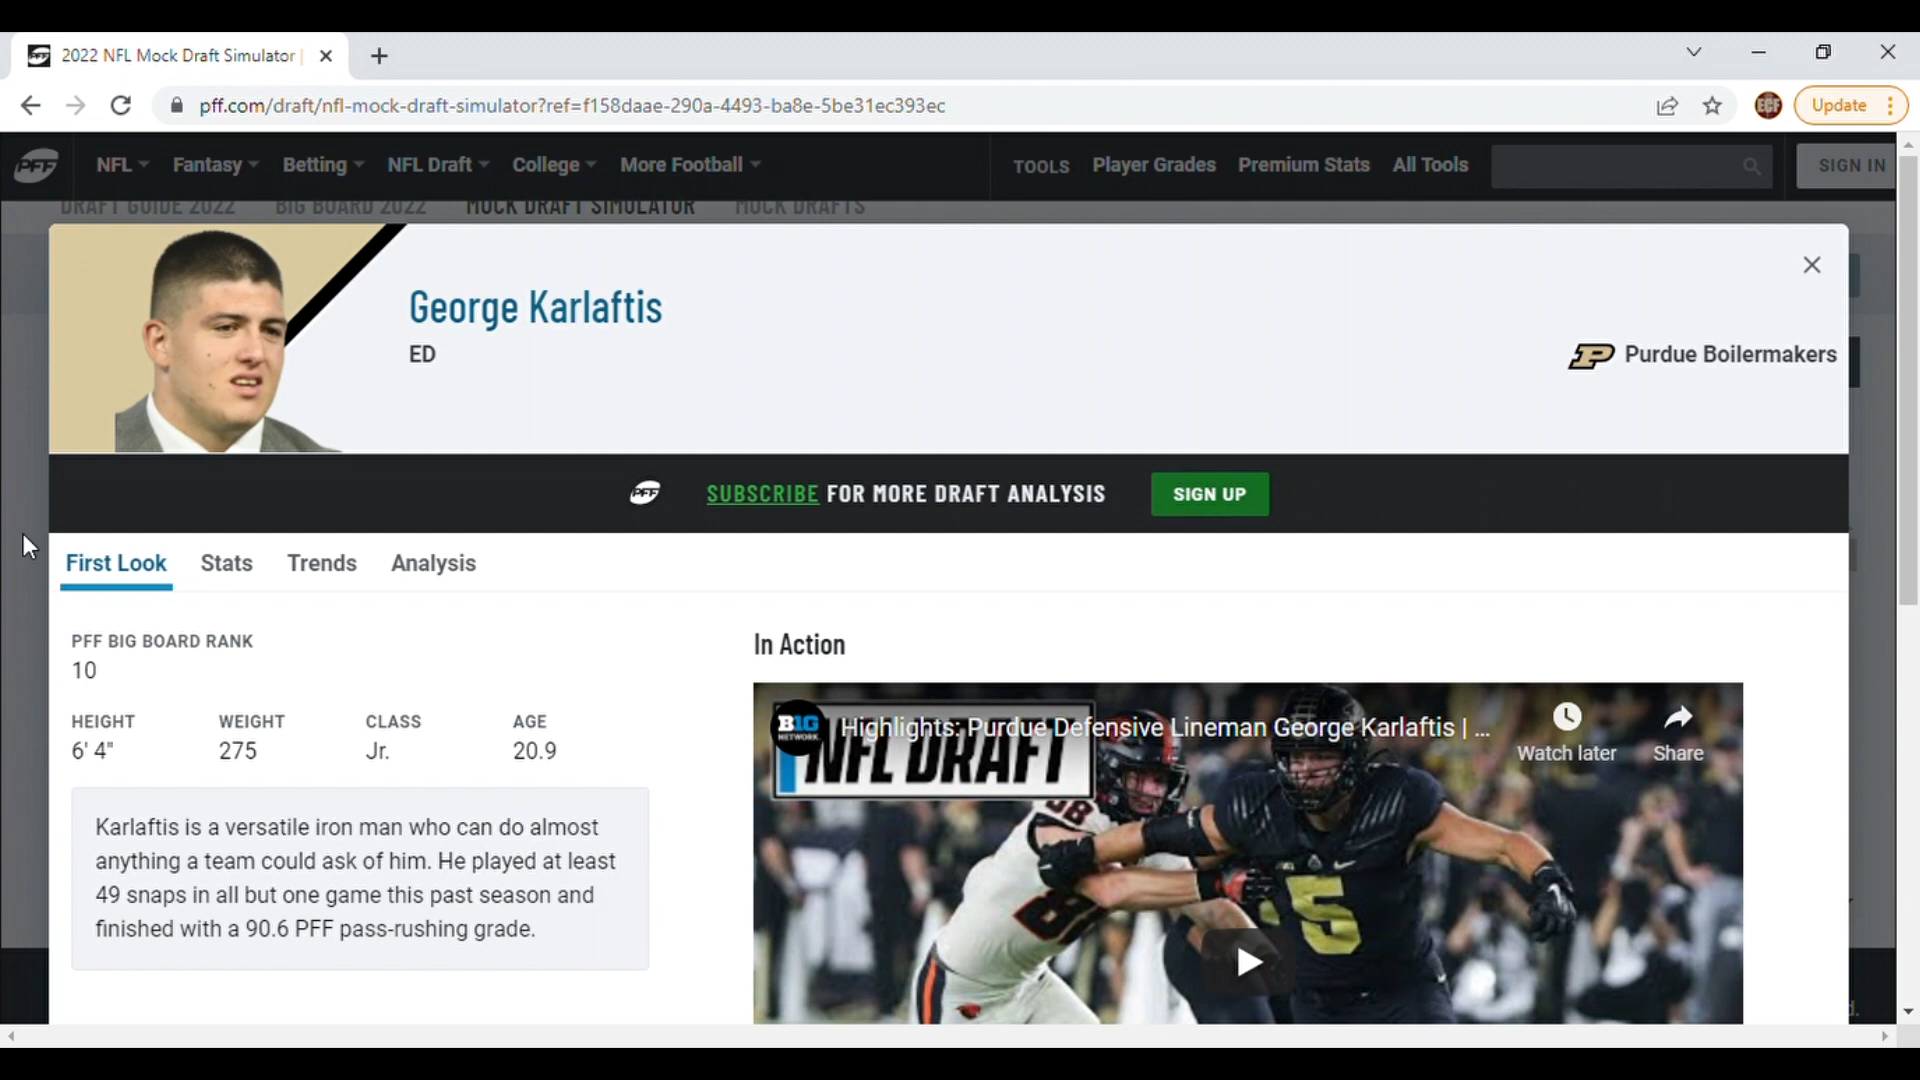 2022 NFL Mock Draft Simulator |
pff.com/draft/nfl-mock-draft-simulator?ref=f158daae-290a-4493-ba8e-5be31ec393ec
ECF
Update
PFF
NFL Fantasy Betting NFL Draft College More Football
TOOLS Player Grades Premium Stats All Tools
SIGN IN
DRAFT GUIDE 2022 BIG BOARD 2022 MOCK DRAFT SIMULATOR MOCK DRAFTS
George Karlaftis
ED
P Purdue Boilermakers
PFF SUBSCRIBE FOR MORE DRAFT ANALYSIS SIGN UP
First Look Stats Trends Analysis
PFF BIG BOARD RANK
10
HEIGHT WEIGHT CLASS AGE
6' 4" 275 Jr. 20.9
Karlaftis is a versatile iron man who can do almost
anything a team could ask of him. He played at least
49 snaps in all but one game this past season and
finished with a 90.6 PFF pass-rushing grade.
In Action
B1G NETWORK
Highlights: Purdue Defensive Lineman George Karlaftis | ...
NFL DRAFT
Watch later
Share
5